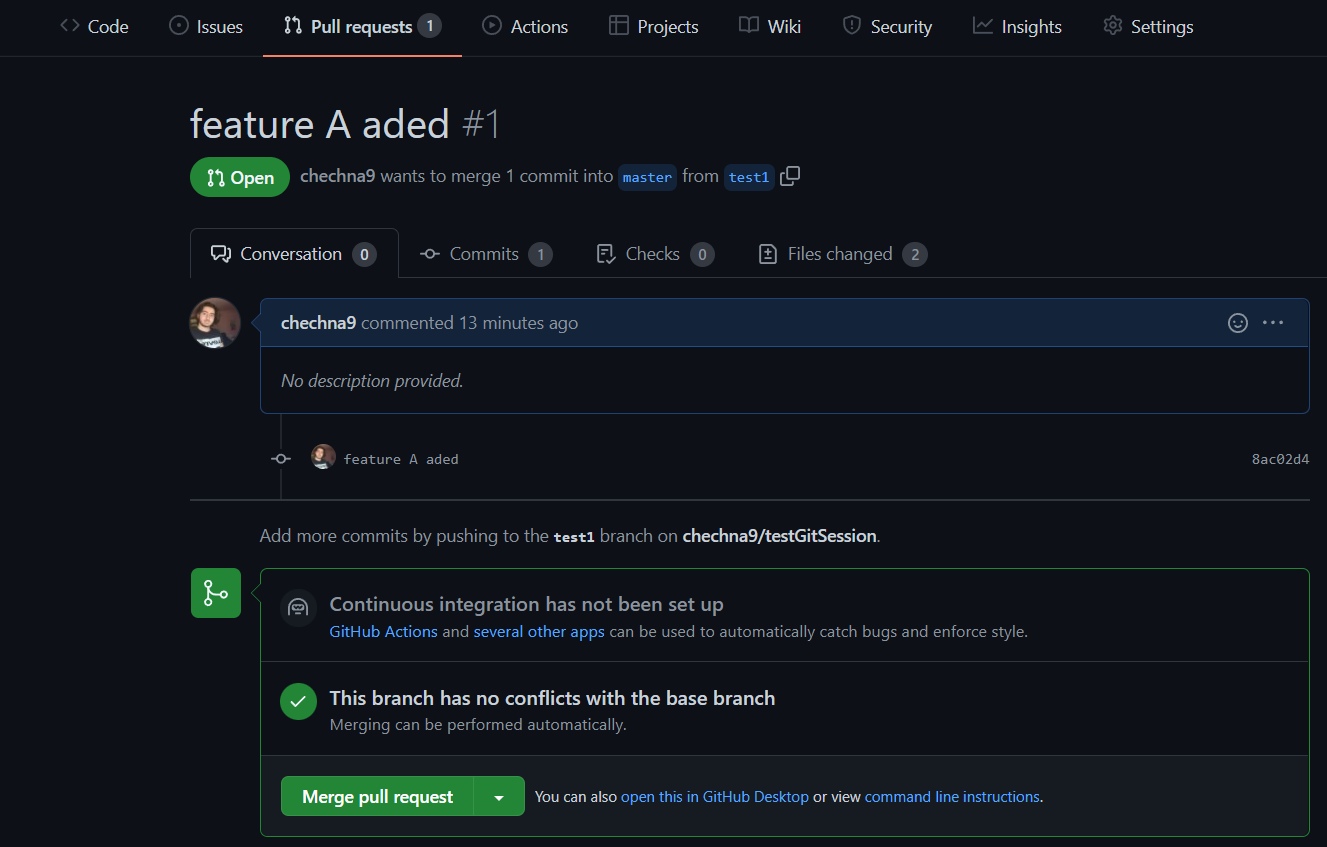 Code Issues Pull requests 1 Actions Projects Wiki Security Insights Settings
feature A aded #1
Open chechna9 wants to merge 1 commit into master from test1
Conversation 0 Commits 1 Checks 0 Files changed 2
chechna9 commented 13 minutes ago
No description provided.
feature A aded 8ac02d4
Add more commits by pushing to the test1 branch on chechna9/testGitSession.
Continuous integration has not been set up
GitHub Actions and several other apps can be used to automatically catch bugs and enforce style.
This branch has no conflicts with the base branch
Merging can be performed automatically.
Merge pull request You can also open this in GitHub Desktop or view command line instructions.